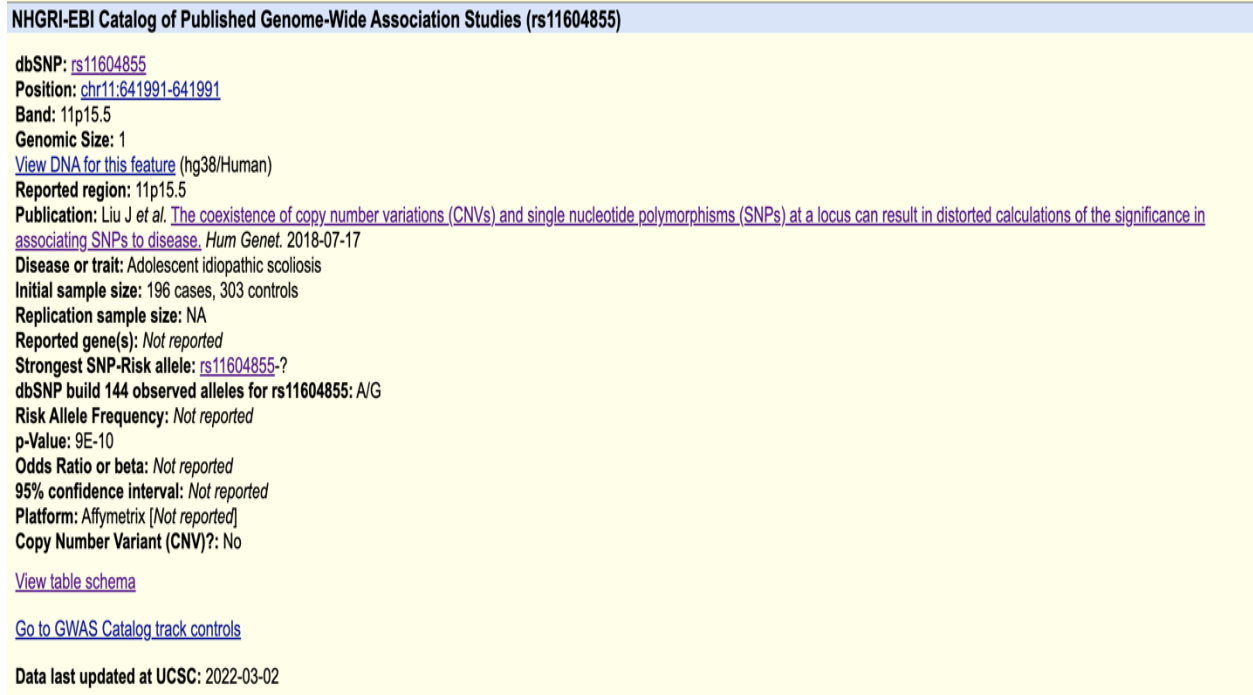 NHGRI-EBI Catalog of Published Genome-Wide Association Studies (rs11604855)
dbSNP: rs11604855
Position: chr11:641991-641991
Band: 11p15.5
Genomic Size: 1
View DNA for this feature (hg38/Human)
Reported region: 11p15.5
Publication: Liu J et al. The coexistence of copy number variations (CNVs) and single nucleotide polymorphisms (SNPs) at a locus can result in distorted calculations of the significance in
associating SNPs to disease. Hum Genet. 2018-07-17
Disease or trait: Adolescent idiopathic scoliosis
Initial sample size: 196 cases, 303 controls
Replication sample size: NA
Reported gene(s): Not reported
Strongest SNP-Risk allele: rs11604855-?
dbSNP build 144 observed alleles for rs11604855: A/G
Risk Allele Frequency: Not reported
p-Value: 9E-10
Odds Ratio or beta: Not reported
95% confidence interval: Not reported
Platform: Affymetrix [Not reported]
Copy Number Variant (CNV)?: No
View table schema
Go to GWAS Catalog track controls
Data last updated at UCSC: 2022-03-02